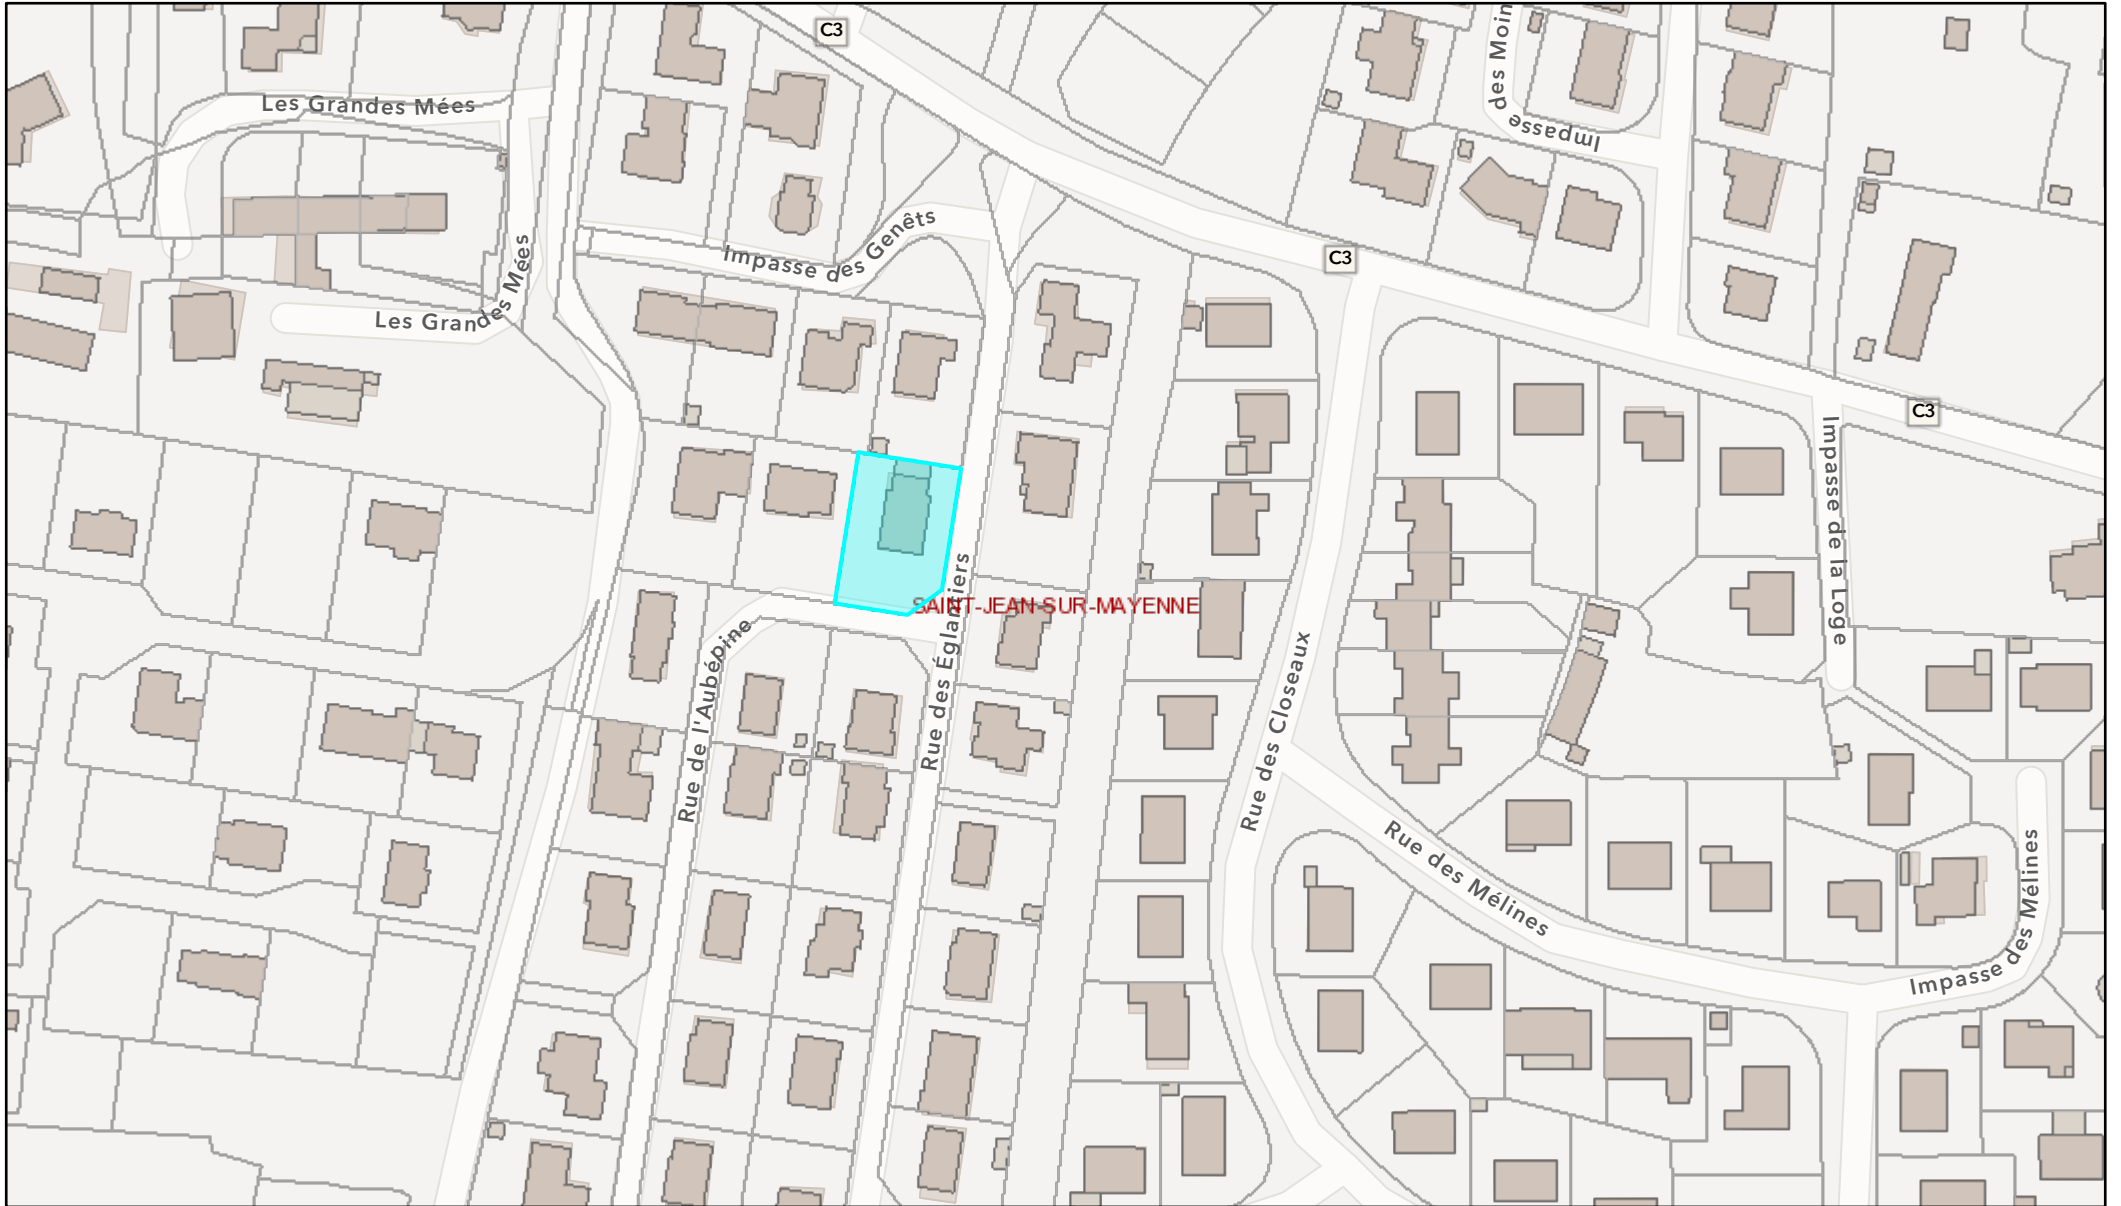 C3
des Moin
Les Grandes Mées
Impasse
Impasse des Genêts
C3
Les Grandes Mées
C3
Impasse de la Loge
SAINT-JEAN-SUR-MAYENNE
Rue de l'Aubépine
Rue des Églantiers
Rue des Closeaux
Rue des Mélines
Impasse des Mélines